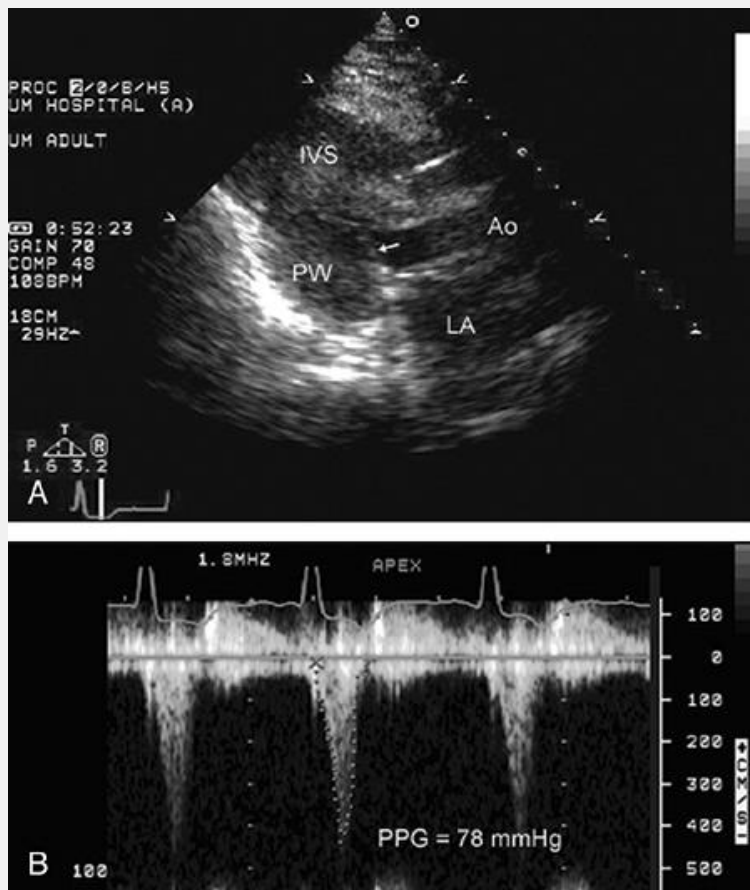 PROC 2/0/B/H5
UM HOSPITAL (A)
UM ADULT
0:52:23
GAIN 70
COMP 48
108BPM
18CM
29HZ
IVS
Ao
PW
LA
P T R
1.6 3.2
A
1.8MHZ APEX
100
0
100
200
300
400
500
CM/S
PPG = 78 mmHg
B
100